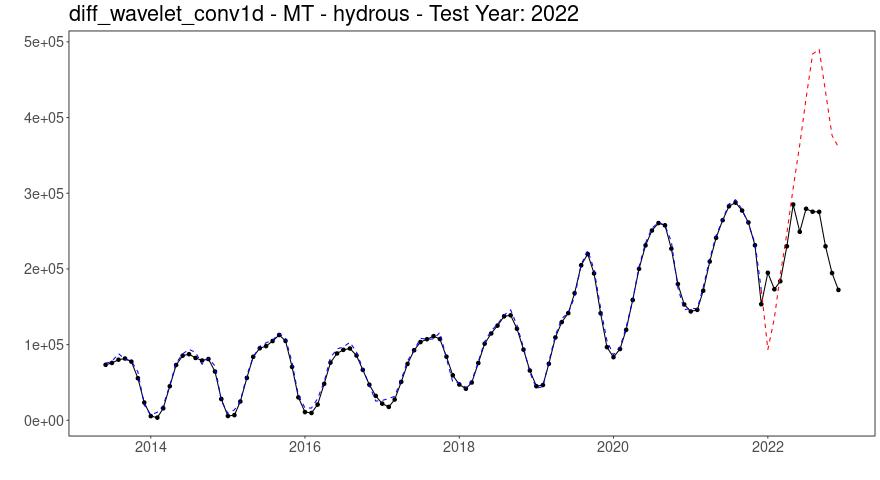 diff_wavelet_conv1d - MT - hydrous - Test Year: 2022
5e+05
4e+05
3e+05
2e+05
1e+05
0e+00
2014 2016 2018 2020 2022